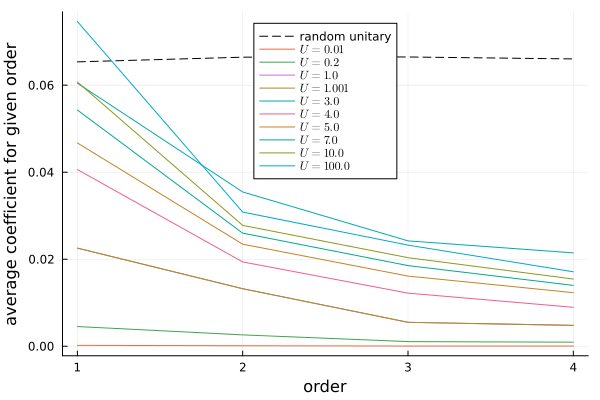 average coefficient for given order
0.06
0.04
0.02
0.00
random unitary
U = 0.01
U = 0.2
U = 1.0
U = 1.001
U = 3.0
U = 4.0
U = 5.0
U = 7.0
U = 10.0
U = 100.0
1 2 3 4
order